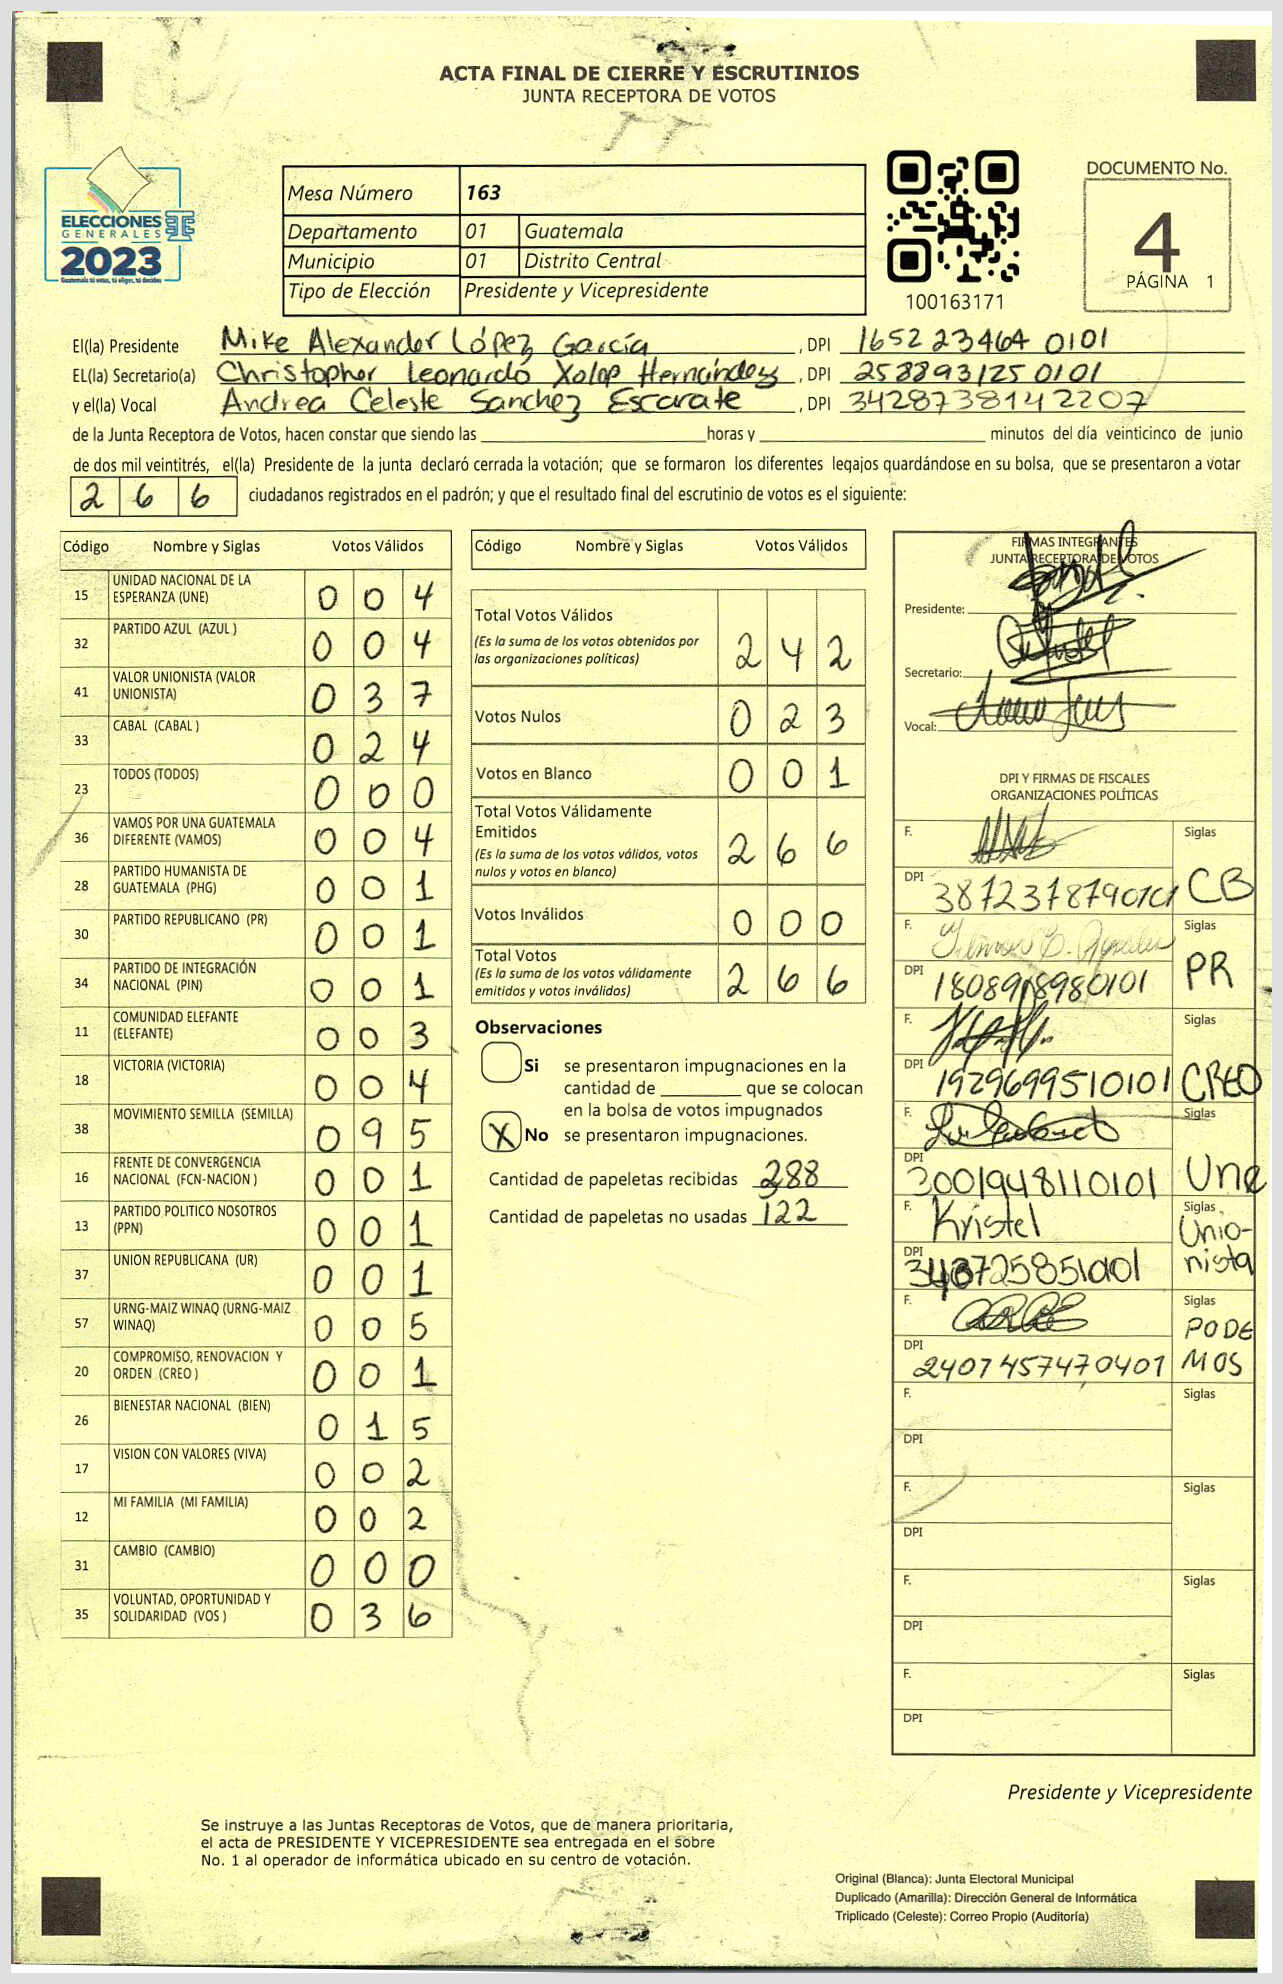 ACTA FINAL DE CIERRE Y ESCRUTINIOS
JUNTA RECEPTORA DE VOTOS
ELECCIONES
GENERALES
2023
Guatemala tú votas, tú eliges, tú decides
Mesa Número 163
Departamento 01 Guatemala
Municipio 01 Distrito Central
Tipo de Elección Presidente y Vicepresidente
100163171
DOCUMENTO No.
4
PÁGINA 1
El(la) Presidente Mike Alexander López García, DPI 1652 23464 0101
EL(la) Secretario(a) Christopher Leonardo Xolop Hernández, DPI 258893125 0101
y el(la) Vocal Andrea Celeste Sanchez Escarate, DPI 3428738142207
de la Junta Receptora de Votos, hacen constar que siendo las ____ horas y ____ minutos del día veinticinco de junio
de dos mil veintitrés, el(la) Presidente de la junta declaró cerrada la votación; que se formaron los diferentes legajos guardándose en su bolsa, que se presentaron a votar
266 ciudadanos registrados en el padrón; y que el resultado final del escrutinio de votos es el siguiente:
Código Nombre y Siglas Votos Válidos
15 UNIDAD NACIONAL DE LA ESPERANZA (UNE) 0 0 4
32 PARTIDO AZUL (AZUL ) 0 0 4
41 VALOR UNIONISTA (VALOR UNIONISTA) 0 3 7
33 CABAL (CABAL ) 0 2 4
23 TODOS (TODOS) 0 0 0
36 VAMOS POR UNA GUATEMALA DIFERENTE (VAMOS) 0 0 4
28 PARTIDO HUMANISTA DE GUATEMALA (PHG) 0 0 1
30 PARTIDO REPUBLICANO (PR) 0 0 1
34 PARTIDO DE INTEGRACIÓN NACIONAL (PIN) 0 0 1
11 COMUNIDAD ELEFANTE (ELEFANTE) 0 0 3
18 VICTORIA (VICTORIA) 0 0 4
38 MOVIMIENTO SEMILLA (SEMILLA) 0 9 5
16 FRENTE DE CONVERGENCIA NACIONAL (FCN-NACION ) 0 0 1
13 PARTIDO POLITICO NOSOTROS (PPN) 0 0 1
37 UNION REPUBLICANA (UR) 0 0 1
57 URNG-MAIZ WINAQ (URNG-MAIZ WINAQ) 0 0 5
20 COMPROMISO, RENOVACION Y ORDEN (CREO ) 0 0 1
26 BIENESTAR NACIONAL (BIEN) 0 1 5
17 VISION CON VALORES (VIVA) 0 0 2
12 MI FAMILIA (MI FAMILIA) 0 0 2
31 CAMBIO (CAMBIO) 0 0 0
35 VOLUNTAD, OPORTUNIDAD Y SOLIDARIDAD (VOS ) 0 3 6
Código Nombre y Siglas Votos Válidos
Total Votos Válidos 2 4 2
(Es la suma de los votos obtenidos por
las organizaciones políticas)
Votos Nulos 0 2 3
Votos en Blanco 0 0 1
Total Votos Válidamente
Emitidos 2 6 6
(Es la suma de los votos válidos, votos
nulos y votos en blanco)
Votos Inválidos 0 0 0
Total Votos 2 6 6
(Es la suma de los votos válidamente
emitidos y votos inválidos)
Observaciones
Si se presentaron impugnaciones en la
cantidad de ____ que se colocan
en la bolsa de votos impugnados
X No se presentaron impugnaciones.
Cantidad de papeletas recibidas 388
Cantidad de papeletas no usadas 122
FIRMAS INTEGRANTES
JUNTA RECEPTORA DE VOTOS
Presidente:
Secretario:
Vocal:
DPI Y FIRMAS DE FISCALES
ORGANIZACIONES POLÍTICAS
F. Siglas
DPI 3872378790101 CB
F. Siglas
DPI 1808918980101 PR
F. Siglas
DPI 1929699510101 CREO
F. Siglas
DPI 3001948110101 Une
F. Kristel Siglas
DPI Unionista
F. Siglas
DPI 2407457470401 PODEMOS
F. Siglas
DPI
F. Siglas
DPI
F. Siglas
DPI
F. Siglas
DPI
Presidente y Vicepresidente
Se instruye a las Juntas Receptoras de Votos, que de manera prioritaria,
el acta de PRESIDENTE Y VICEPRESIDENTE sea entregada en el sobre
No. 1 al operador de informática ubicado en su centro de votación.
Original (Blanca): Junta Electoral Municipal
Duplicado (Amarilla): Dirección General de Informática
Triplicado (Celeste): Correo Propio (Auditoría)